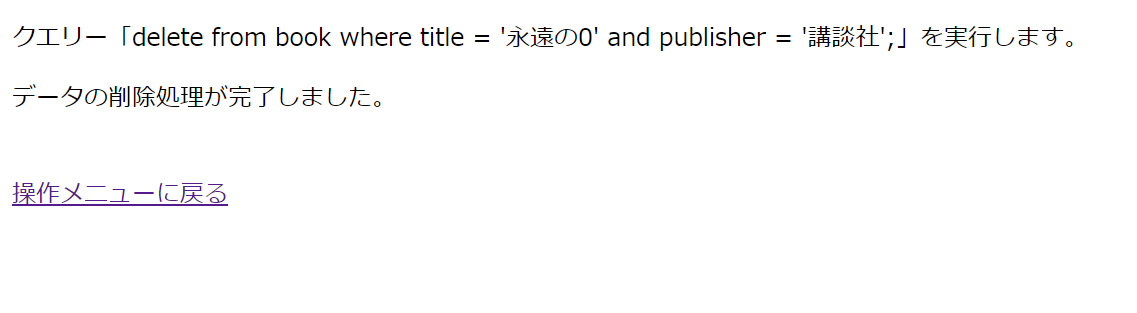 クエリー「delete from book where title = '永遠の0' and publisher = '講談社';」を実行します。
データの削除処理が完了しました。
操作メニューに戻る